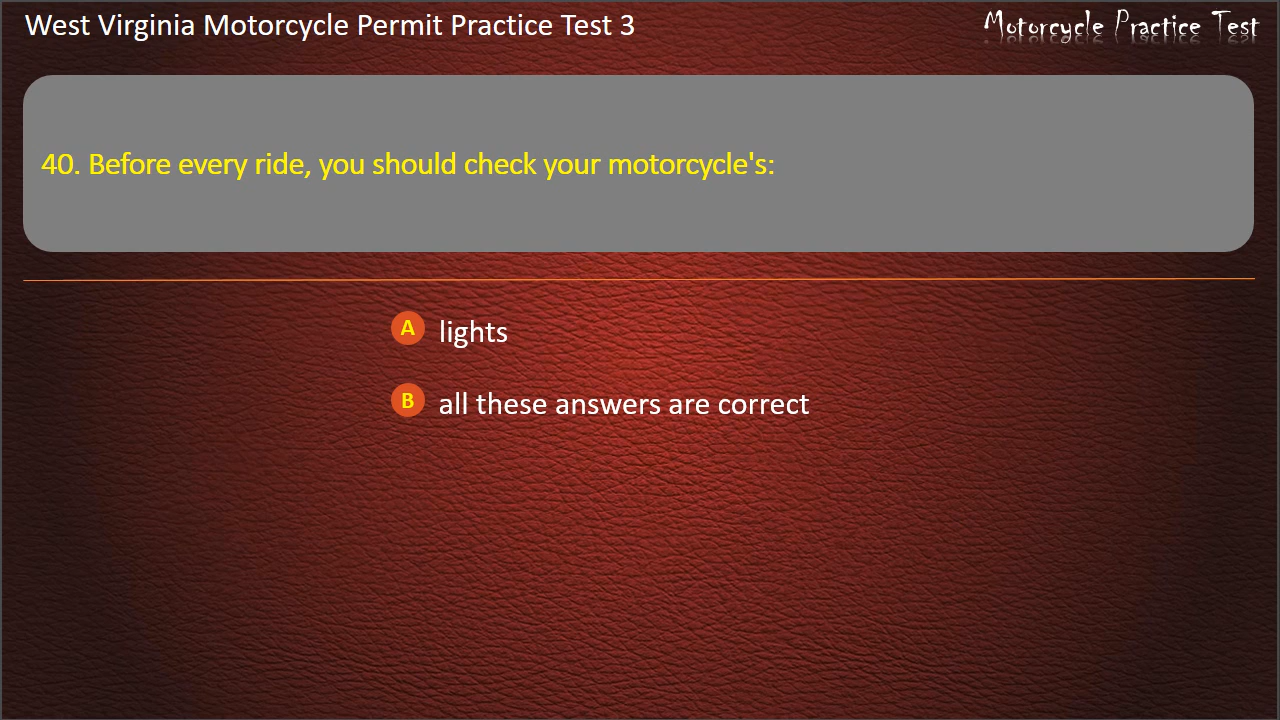 West Virginia Motorcycle Permit Practice Test 3
Motorcycle Practice Test
40. Before every ride, you should check your motorcycle's:
A lights
B all these answers are correct